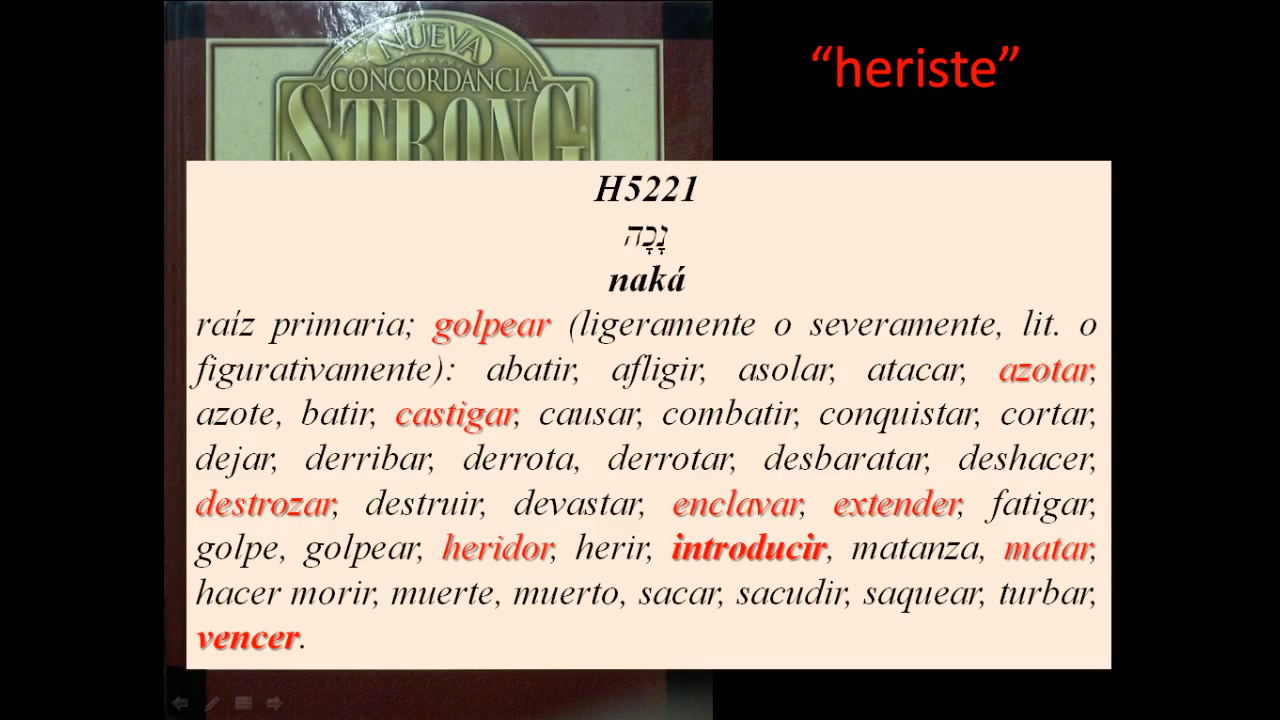 “heriste”
NUEVA
CONCORDANCIA
STRONG
H5221
נָכָה
naká
raíz primaria; golpear (ligeramente o severamente, lit. o
figurativamente): abatir, afligir, asolar, atacar, azotar,
azote, batir, castigar, causar, combatir, conquistar, cortar,
dejar, derribar, derrota, derrotar, desbaratar, deshacer,
destrozar, destruir, devastar, enclavar, extender, fatigar,
golpe, golpear, heridor, herir, introducir, matanza, matar,
hacer morir, muerte, muerto, sacar, sacudir, saquear, turbar,
vencer.